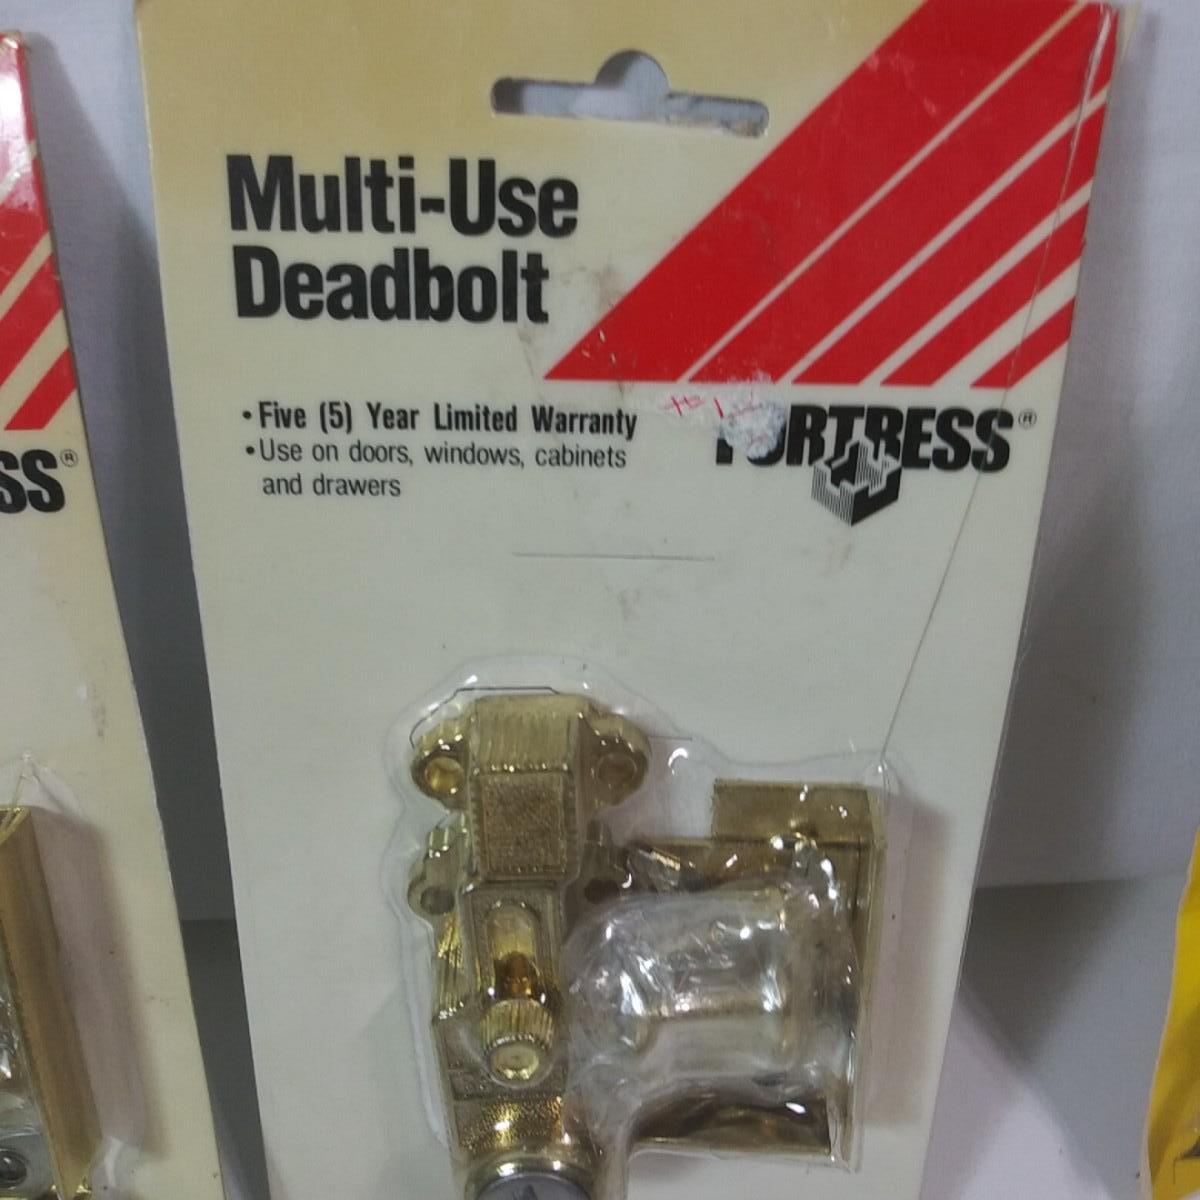 Multi-Use
Deadbolt
• Five (5) Year Limited Warranty
• Use on doors, windows, cabinets
and drawers
FORTRESS®
SS®